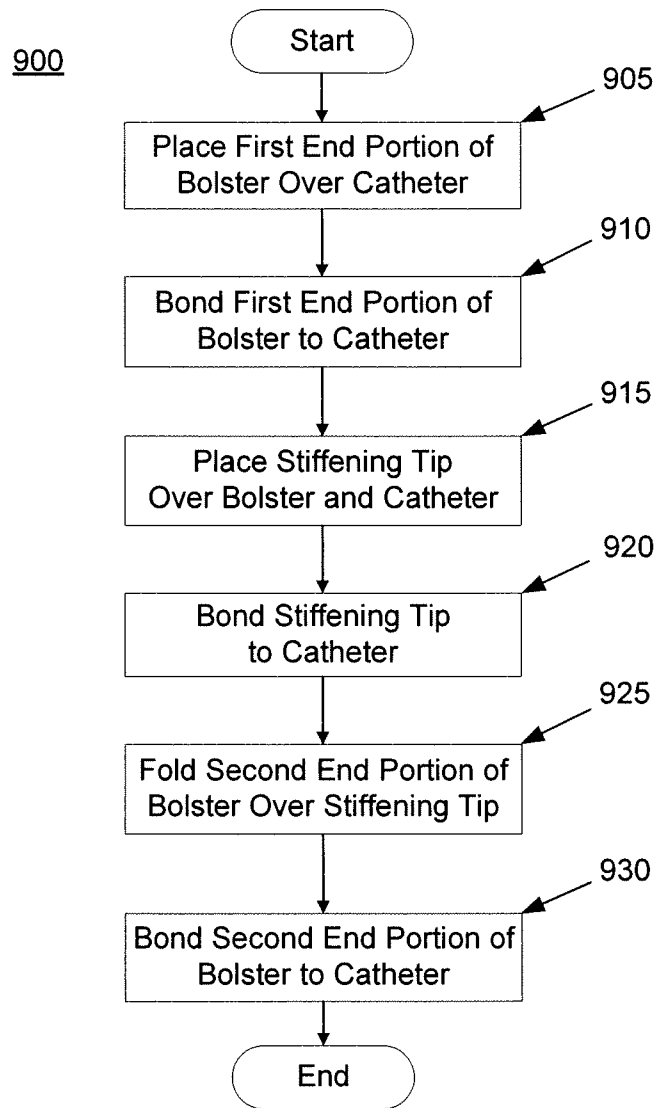 900
Start
905
Place First End Portion of
Bolster Over Catheter
910
Bond First End Portion of
Bolster to Catheter
915
Place Stiffening Tip
Over Bolster and Catheter
920
Bond Stiffening Tip
to Catheter
925
Fold Second End Portion of
Bolster Over Stiffening Tip
930
Bond Second End Portion of
Bolster to Catheter
End